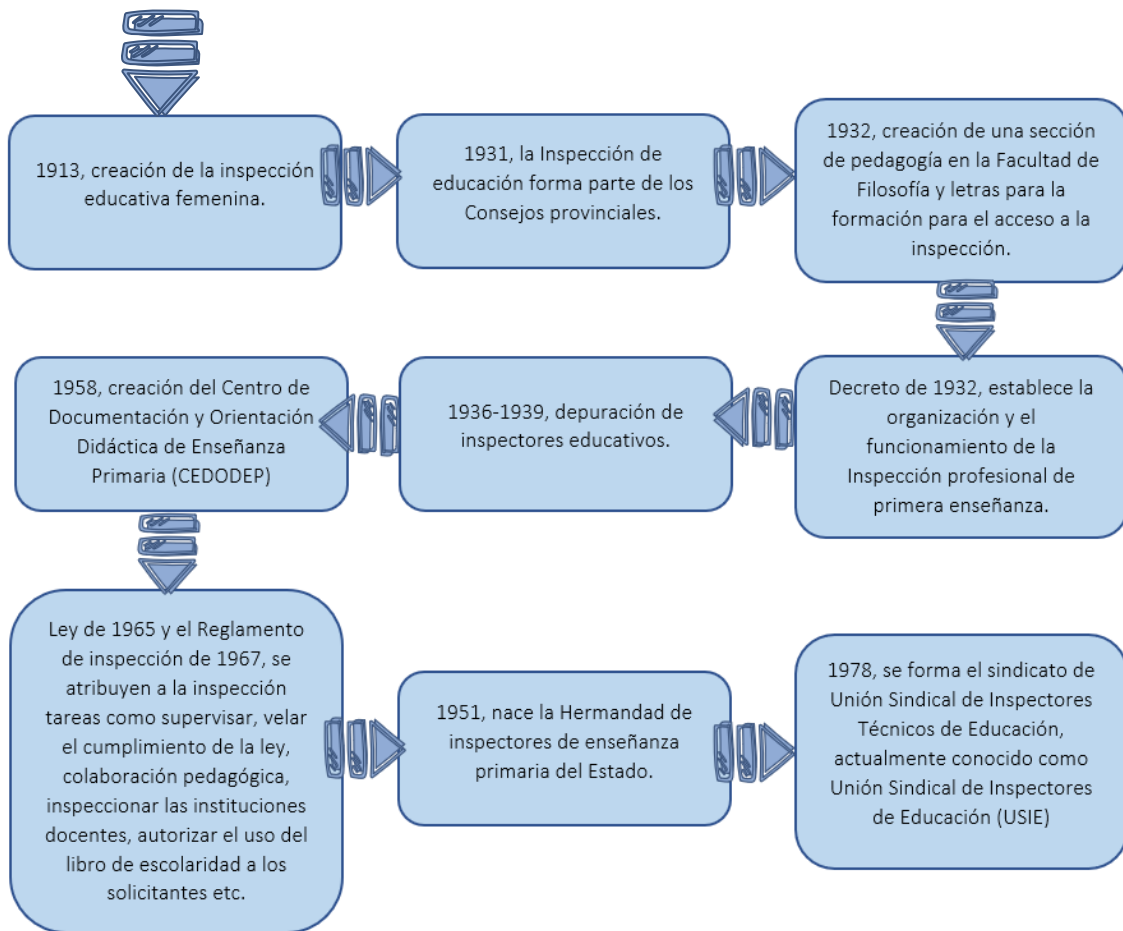 1913, creación de la inspección
educativa femenina.
1931, la Inspección de
educación forma parte de los
Consejos provinciales.
1932, creación de una sección
de pedagogía en la Facultad de
Filosofía y letras para la
formación para el acceso a la
inspección.
Decreto de 1932, establece la
organización y el
funcionamiento de la
Inspección profesional de
primera enseñanza.
1936-1939, depuración de
inspectores educativos.
1958, creación del Centro de
Documentación y Orientación
Didáctica de Enseñanza
Primaria (CEDODEP)
Ley de 1965 y el Reglamento
de inspección de 1967, se
atribuyen a la inspección
tareas como supervisar, velar
el cumplimiento de la ley,
colaboración pedagógica,
inspeccionar las instituciones
docentes, autorizar el uso del
libro de escolaridad a los
solicitantes etc.
1951, nace la Hermandad de
inspectores de enseñanza
primaria del Estado.
1978, se forma el sindicato de
Unión Sindical de Inspectores
Técnicos de Educación,
actualmente conocido como
Unión Sindical de Inspectores
de Educación (USIE)